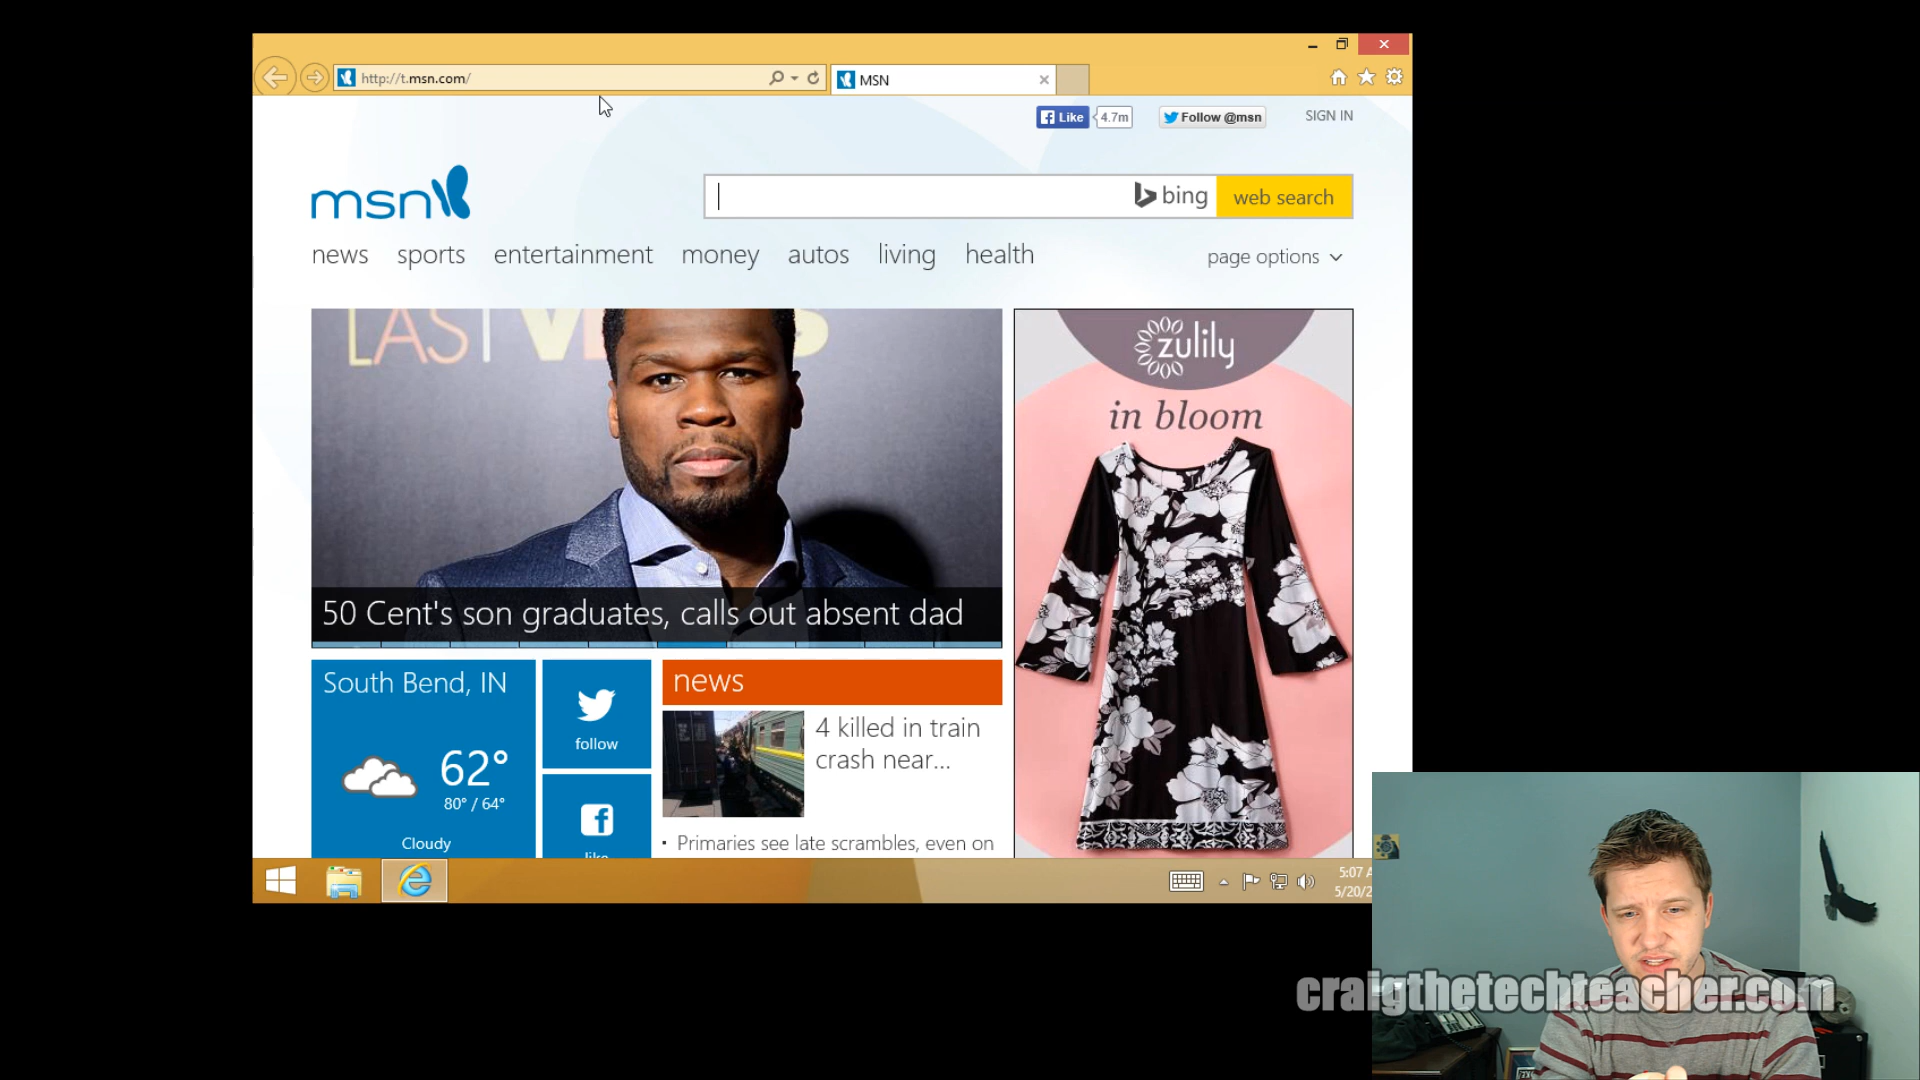 http://t.msn.com/
MSN
Like
4.7m
Follow @msn
SIGN IN
msn
bing
web search
news sports entertainment money autos living health
page options
LAST VE S
zulily
in bloom
50 Cent's son graduates, calls out absent dad
South Bend, IN
62°
80° / 64°
Cloudy
follow
news
4 killed in train
crash near...
Primaries see late scrambles, even on
5:07 A
5/20/2
craigthetechteacher.com